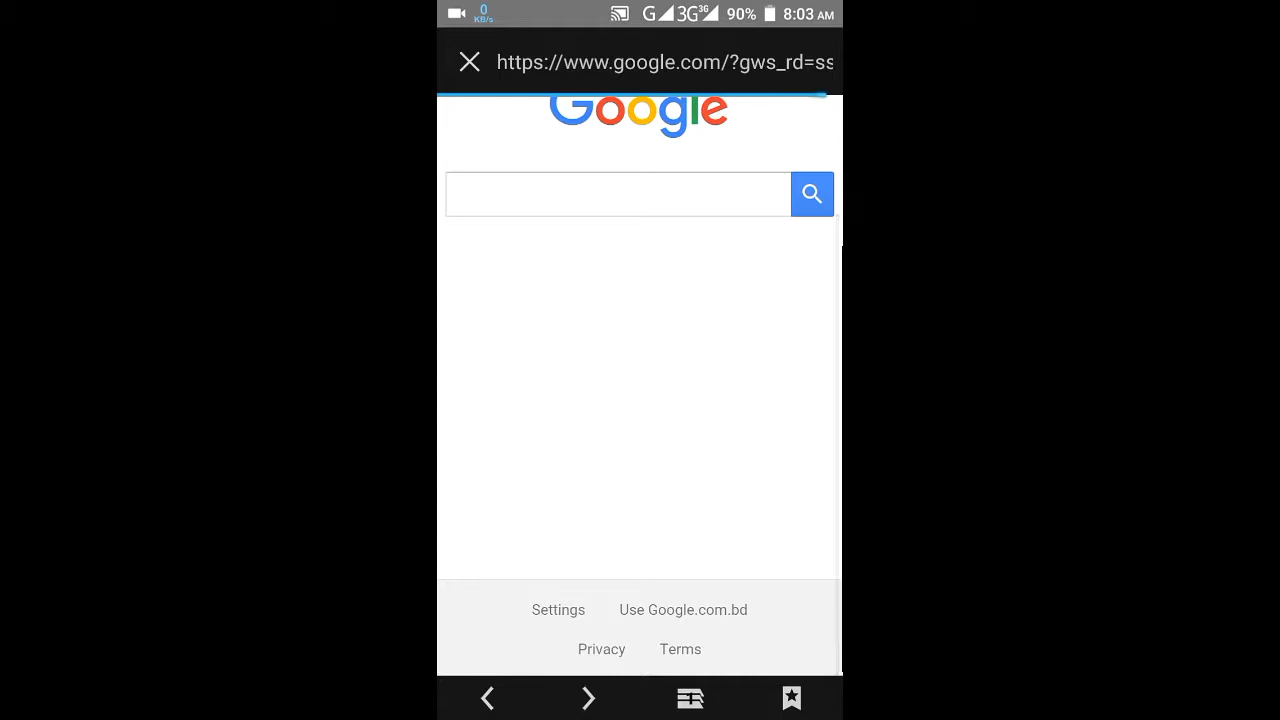 0 KB/s G 3G 3G 90% 8:03 AM
https://www.google.com/?gws_rd=ss
Google
Settings Use Google.com.bd
Privacy Terms